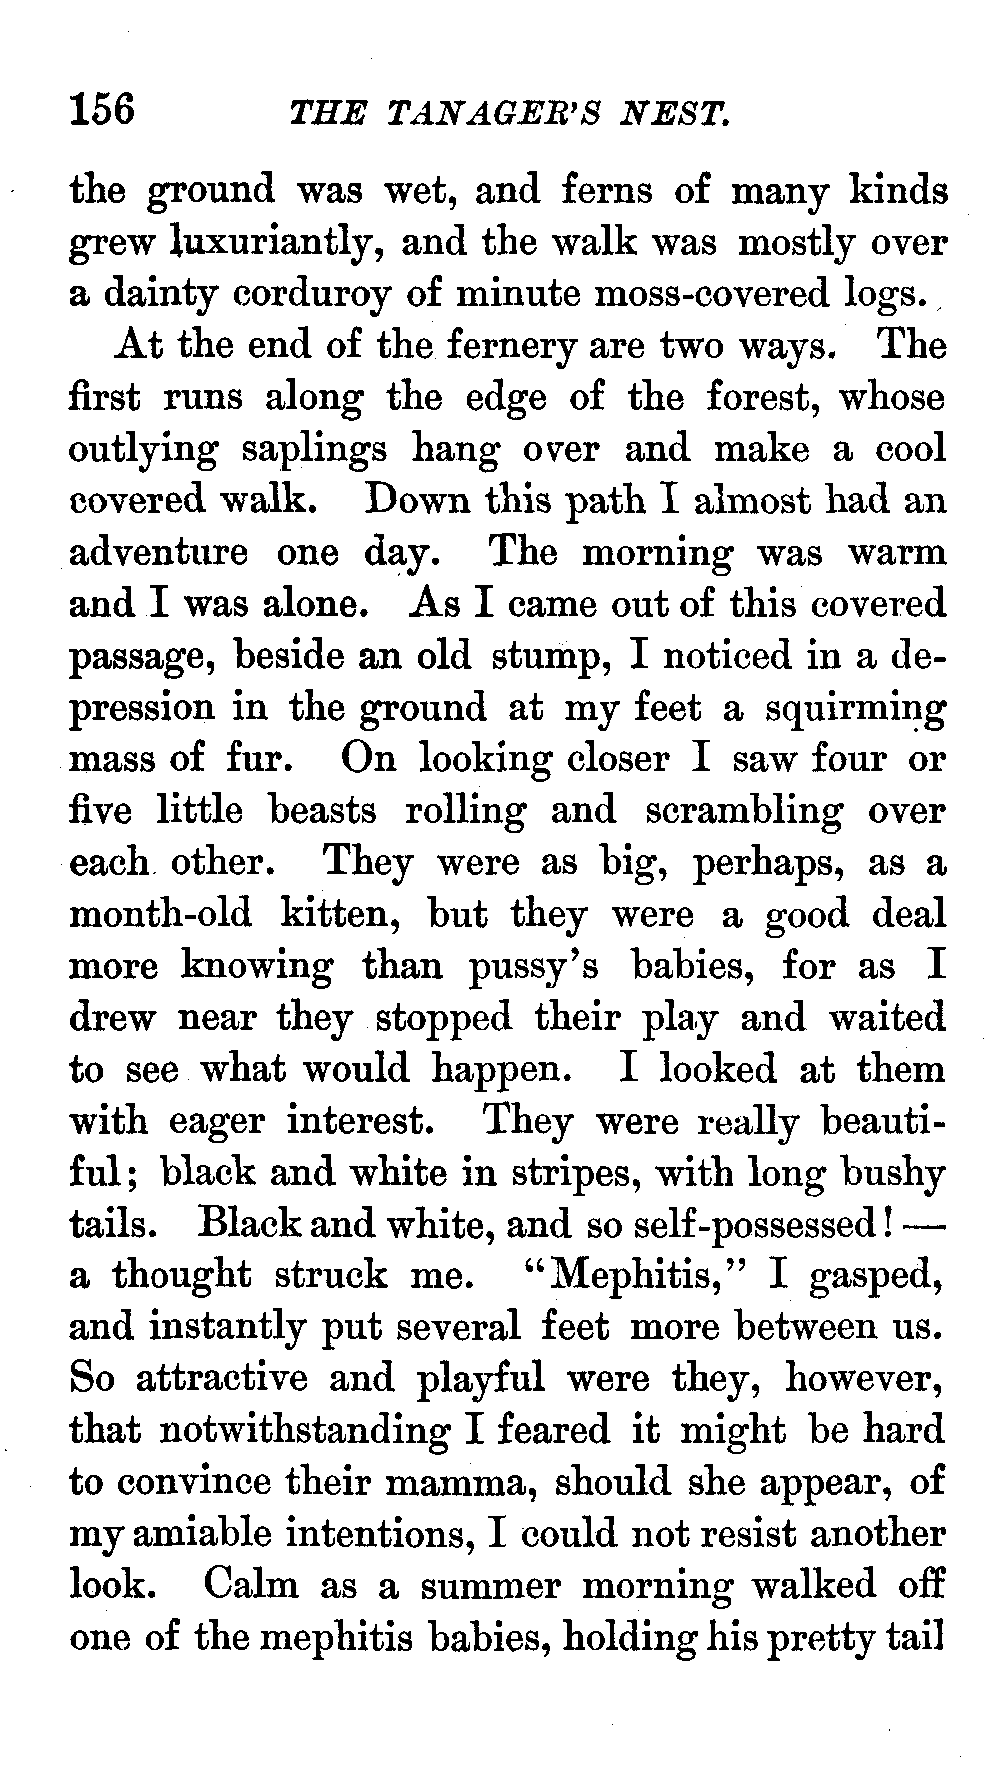 156 THE TANAGER'S NEST.
the ground was wet, and ferns of many kinds
grew luxuriantly, and the walk was mostly over
a dainty corduroy of minute moss-covered logs.
At the end of the fernery are two ways. The
first runs along the edge of the forest, whose
outlying saplings hang over and make a cool
covered walk. Down this path I almost had an
adventure one day. The morning was warm
and I was alone. As I came out of this covered
passage, beside an old stump, I noticed in a de-
pression in the ground at my feet a squirming
mass of fur. On looking closer I saw four or
five little beasts rolling and scrambling over
each other. They were as big, perhaps, as a
month-old kitten, but they were a good deal
more knowing than pussy's babies, for as I
drew near they stopped their play and waited
to see what would happen. I looked at them
with eager interest. They were really beauti-
ful; black and white in stripes, with long bushy
tails. Black and white, and so self-possessed! —
a thought struck me. "Mephitis," I gasped,
and instantly put several feet more between us.
So attractive and playful were they, however,
that notwithstanding I feared it might be hard
to convince their mamma, should she appear, of
my amiable intentions, I could not resist another
look. Calm as a summer morning walked off
one of the mephitis babies, holding his pretty tail